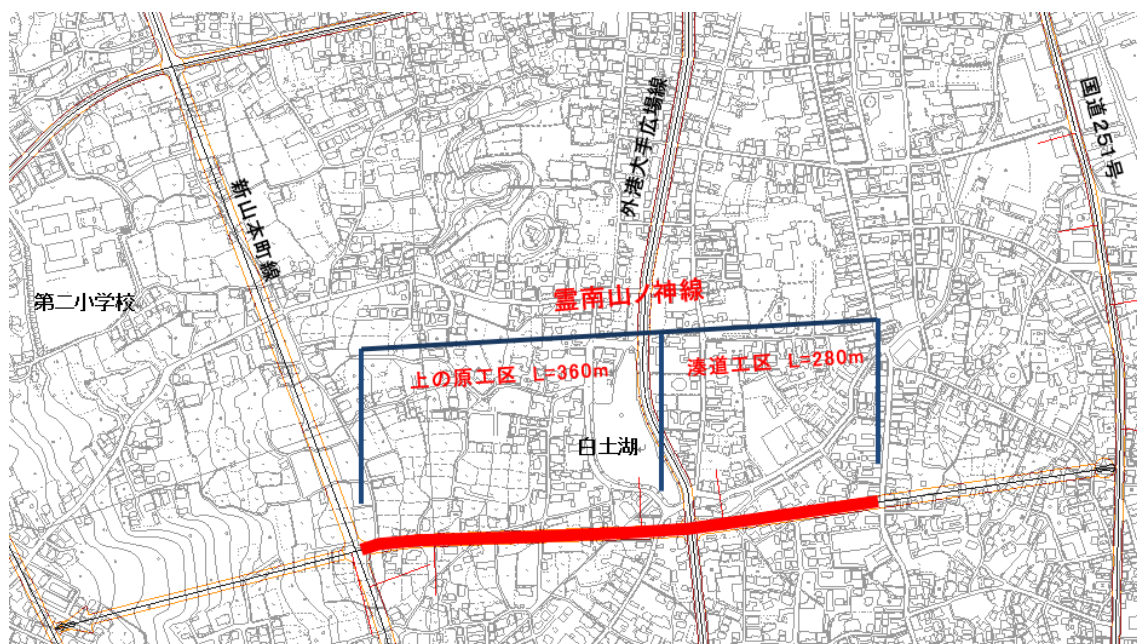 国道251号
外港大手広場線
新山本町線
第二小学校
霊南山ノ神線
上の原工区 L=360m
湊道工区 L=280m
白土湖